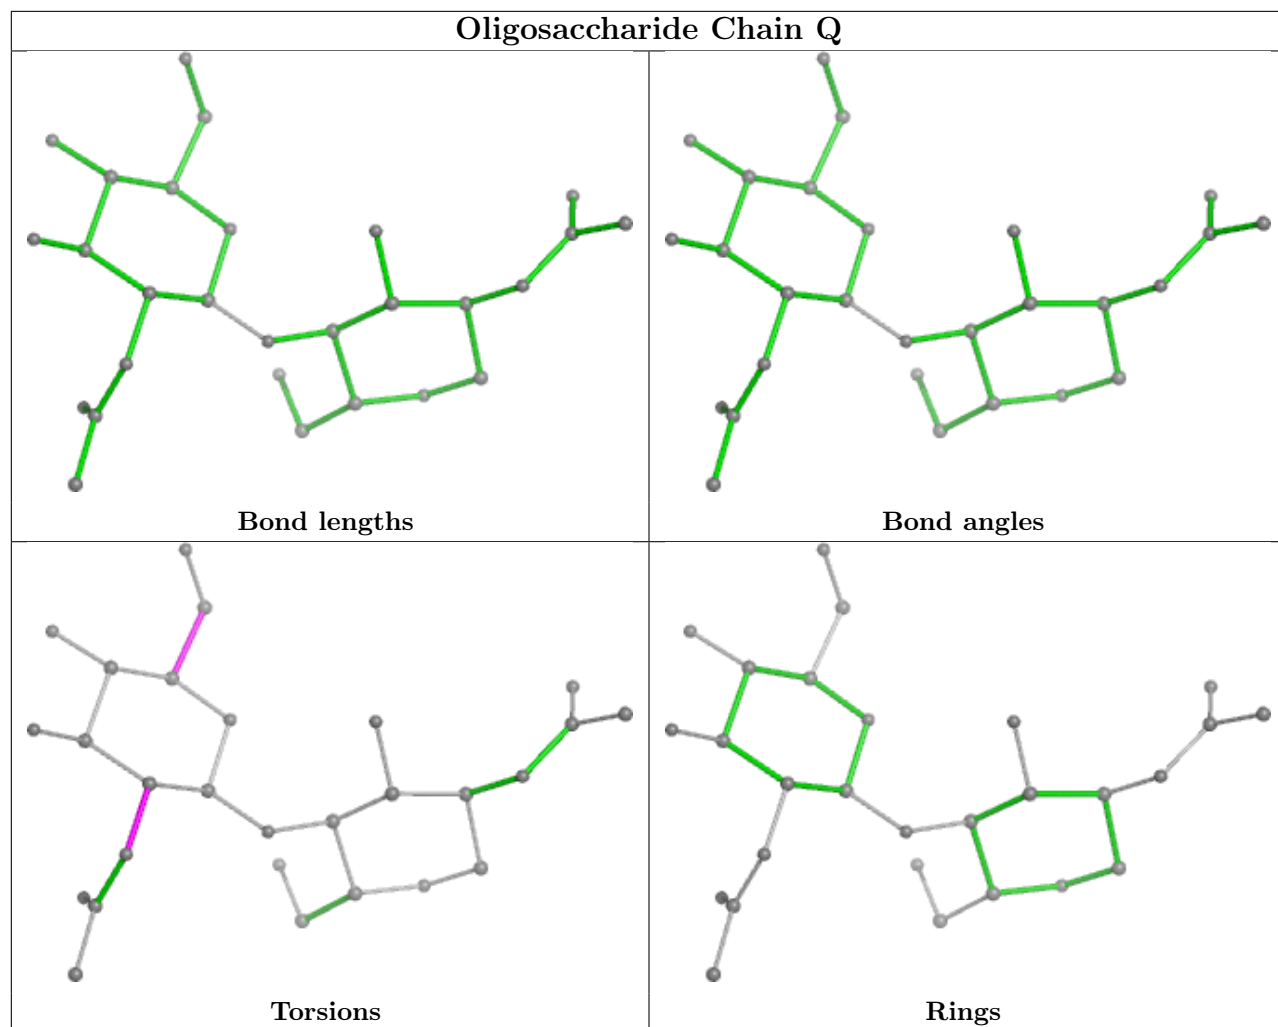 Oligosaccharide Chain Q
Bond lengths
Bond angles
Torsions
Rings